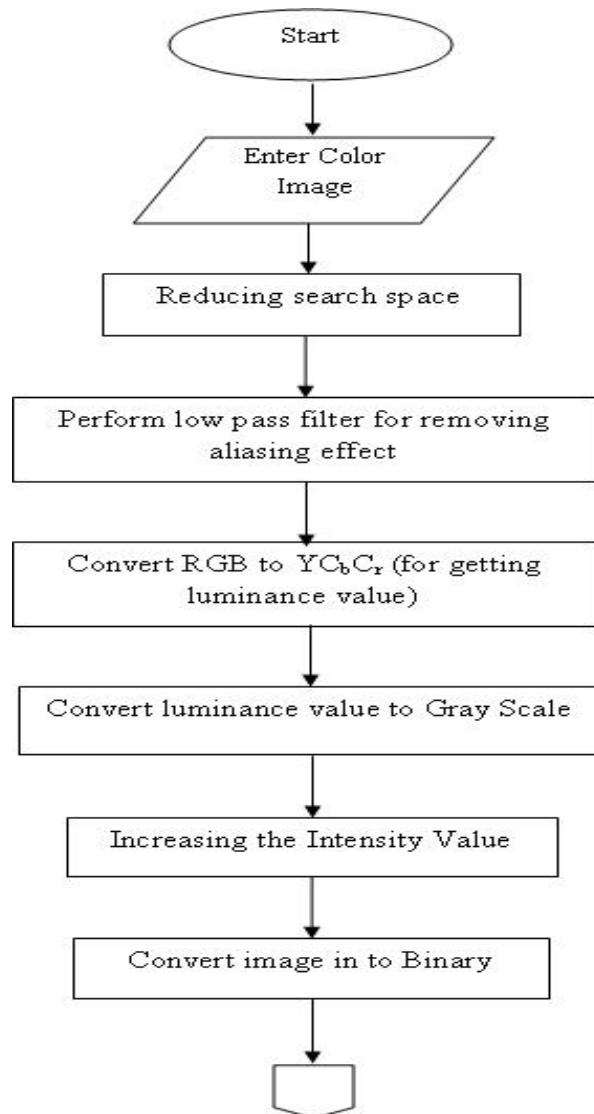 Start
Enter Color
Image
Reducing search space
Perform low pass filter for removing
aliasing effect
Convert RGB to YCbCr (for getting
luminance value)
Convert luminance value to Gray Scale
Increasing the Intensity Value
Convert image in to Binary